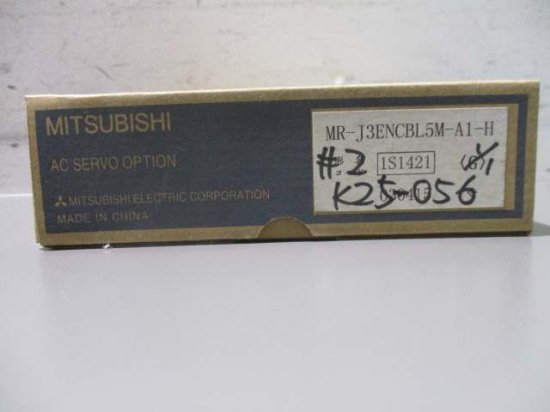 MITSUBISHI
AC SERVO OPTION
MITSUBISHI ELECTRIC CORPORATION
MADE IN CHINA
MR-J3ENCBL5M-A1-H
#2 1S1421
K25-056